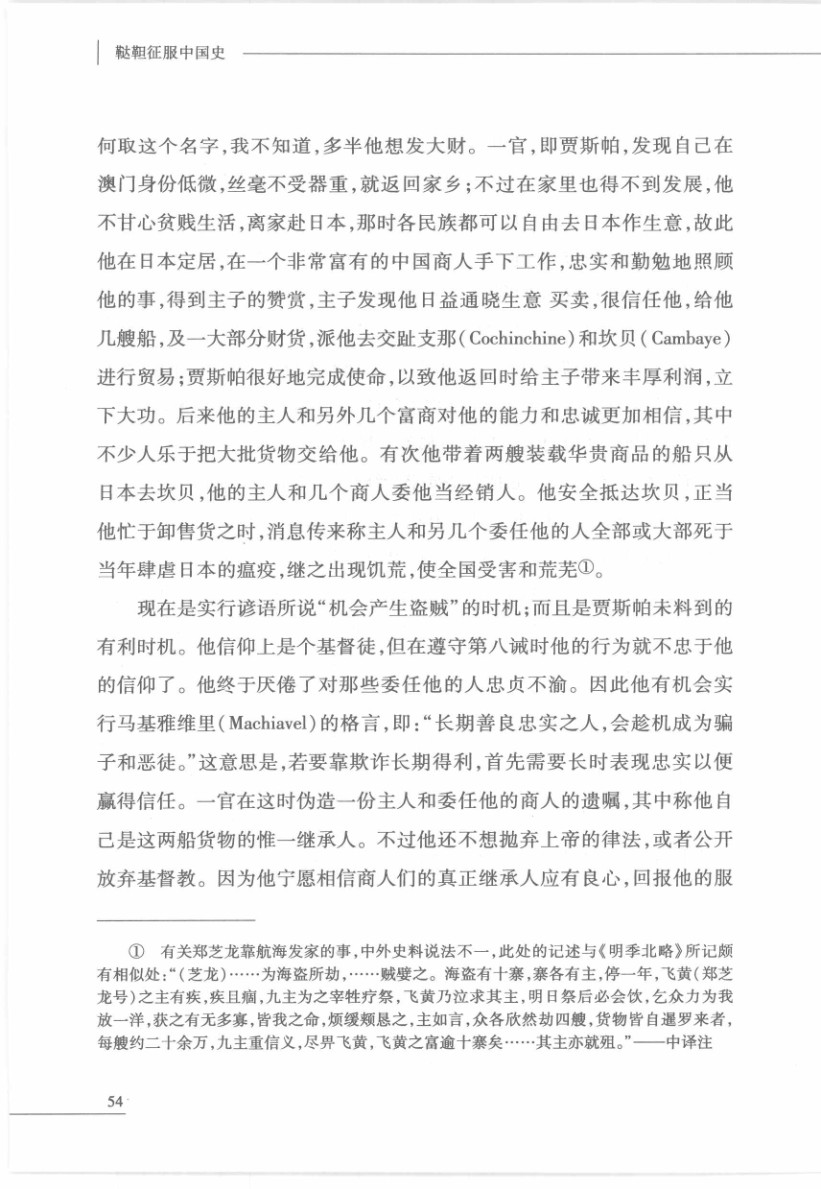 鞑靼征服中国史
何取这个名字,我不知道,多半他想发大财。一官,即贾斯帕,发现自己在
澳门身份低微,丝毫不受器重,就返回家乡;不过在家里也得不到发展,他
不甘心贫贱生活,离家赴日本,那时各民族都可以自由去日本作生意,故此
他在日本定居,在一个非常富有的中国商人手下工作,忠实和勤勉地照顾
他的事,得到主子的赞赏,主子发现他日益通晓生意 买卖,很信任他,给他
几艘船,及一大部分财货,派他去交趾支那(Cochinchine)和坎贝(Cambaye)
进行贸易;贾斯帕很好地完成使命,以致他返回时给主子带来丰厚利润,立
下大功。后来他的主人和另外几个富商对他的能力和忠诚更加相信,其中
不少人乐于把大批货物交给他。有次他带着两艘装载华贵商品的船只从
日本去坎贝,他的主人和几个商人委他当经销人。他安全抵达坎贝,正当
他忙于卸售货之时,消息传来称主人和另几个委任他的人全部或大部死于
当年肆虐日本的瘟疫,继之出现饥荒,使全国受害和荒芜①。
现在是实行谚语所说“机会产生盗贼”的时机;而且是贾斯帕未料到的
有利时机。他信仰上是个基督徒,但在遵守第八诫时他的行为就不忠于他
的信仰了。他终于厌倦了对那些委任他的人忠贞不渝。因此他有机会实
行马基雅维里(Machiavel)的格言,即:“长期善良忠实之人,会趁机成为骗
子和恶徒。”这意思是,若要靠欺诈长期得利,首先需要长时表现忠实以便
赢得信任。一官在这时伪造一份主人和委任他的商人的遗嘱,其中称他自
己是这两船货物的惟一继承人。不过他还不想抛弃上帝的律法,或者公开
放弃基督教。因为他宁愿相信商人们的真正继承人应有良心,回报他的服
① 有关郑芝龙靠航海发家的事,中外史料说法不一,此处的记述与《明季北略》所记颇
有相似处:“(芝龙)……为海盗所劫,……贼嬖之。海盗有十寨,寨各有主,停一年,飞黄(郑芝
龙号)之主有疾,疾且痼,九主为之宰牲疗祭,飞黄乃泣求其主,明日祭后必会饮,乞众力为我
放一洋,获之有无多寡,皆我之命,烦缓颊恳之,主如言,众各欣然劫四艘,货物皆自暹罗来者,
每艘约二十余万,九主重信义,尽畀飞黄,飞黄之富逾十寨矣……其主亦就殂。”——中译注
54